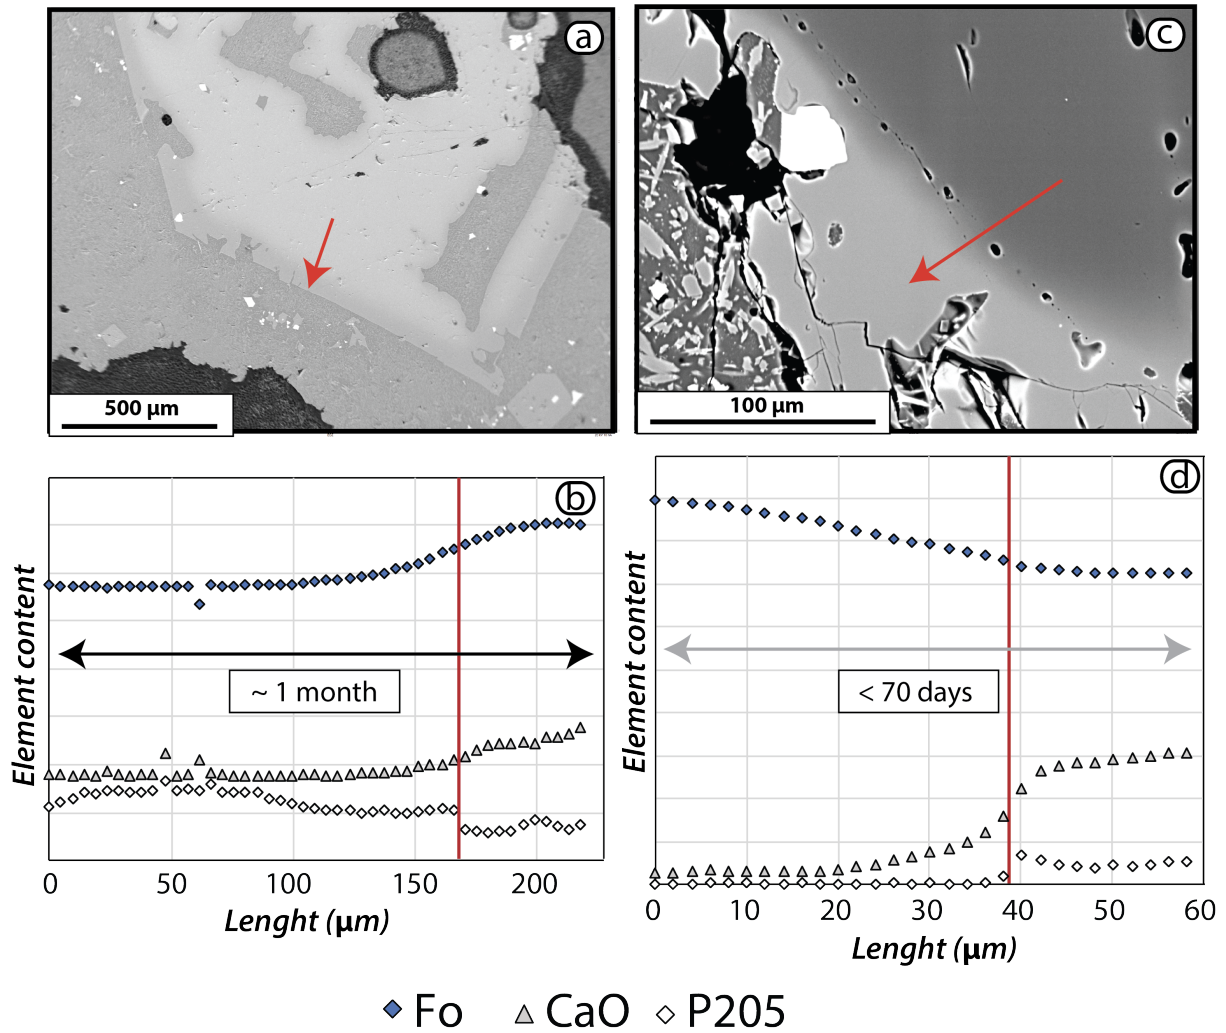 a
500 µm
c
100 µm
b
Element content
~ 1 month
0 50 100 150 200
Lenght (µm)
d
Element content
< 70 days
0 10 20 30 40 50 60
Lenght (µm)
Fo CaO P205